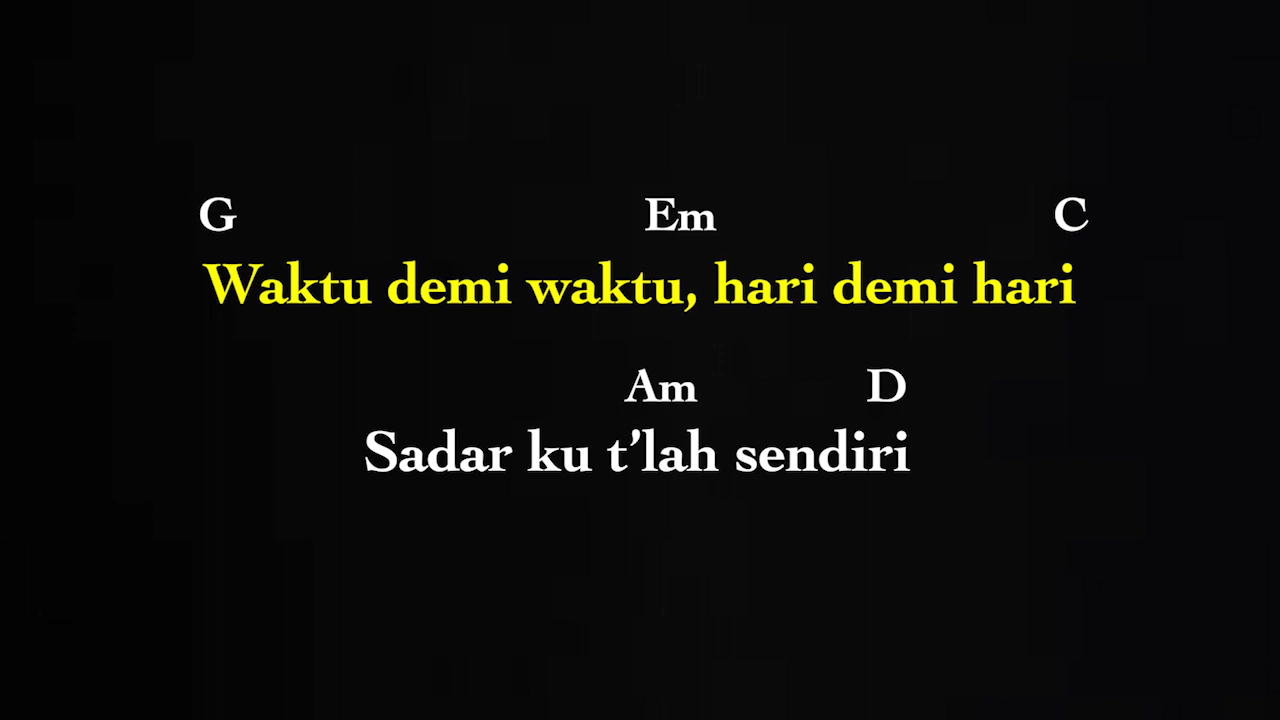 G Em C
Waktu demi waktu, hari demi hari
Am D
Sadar ku t’lah sendiri